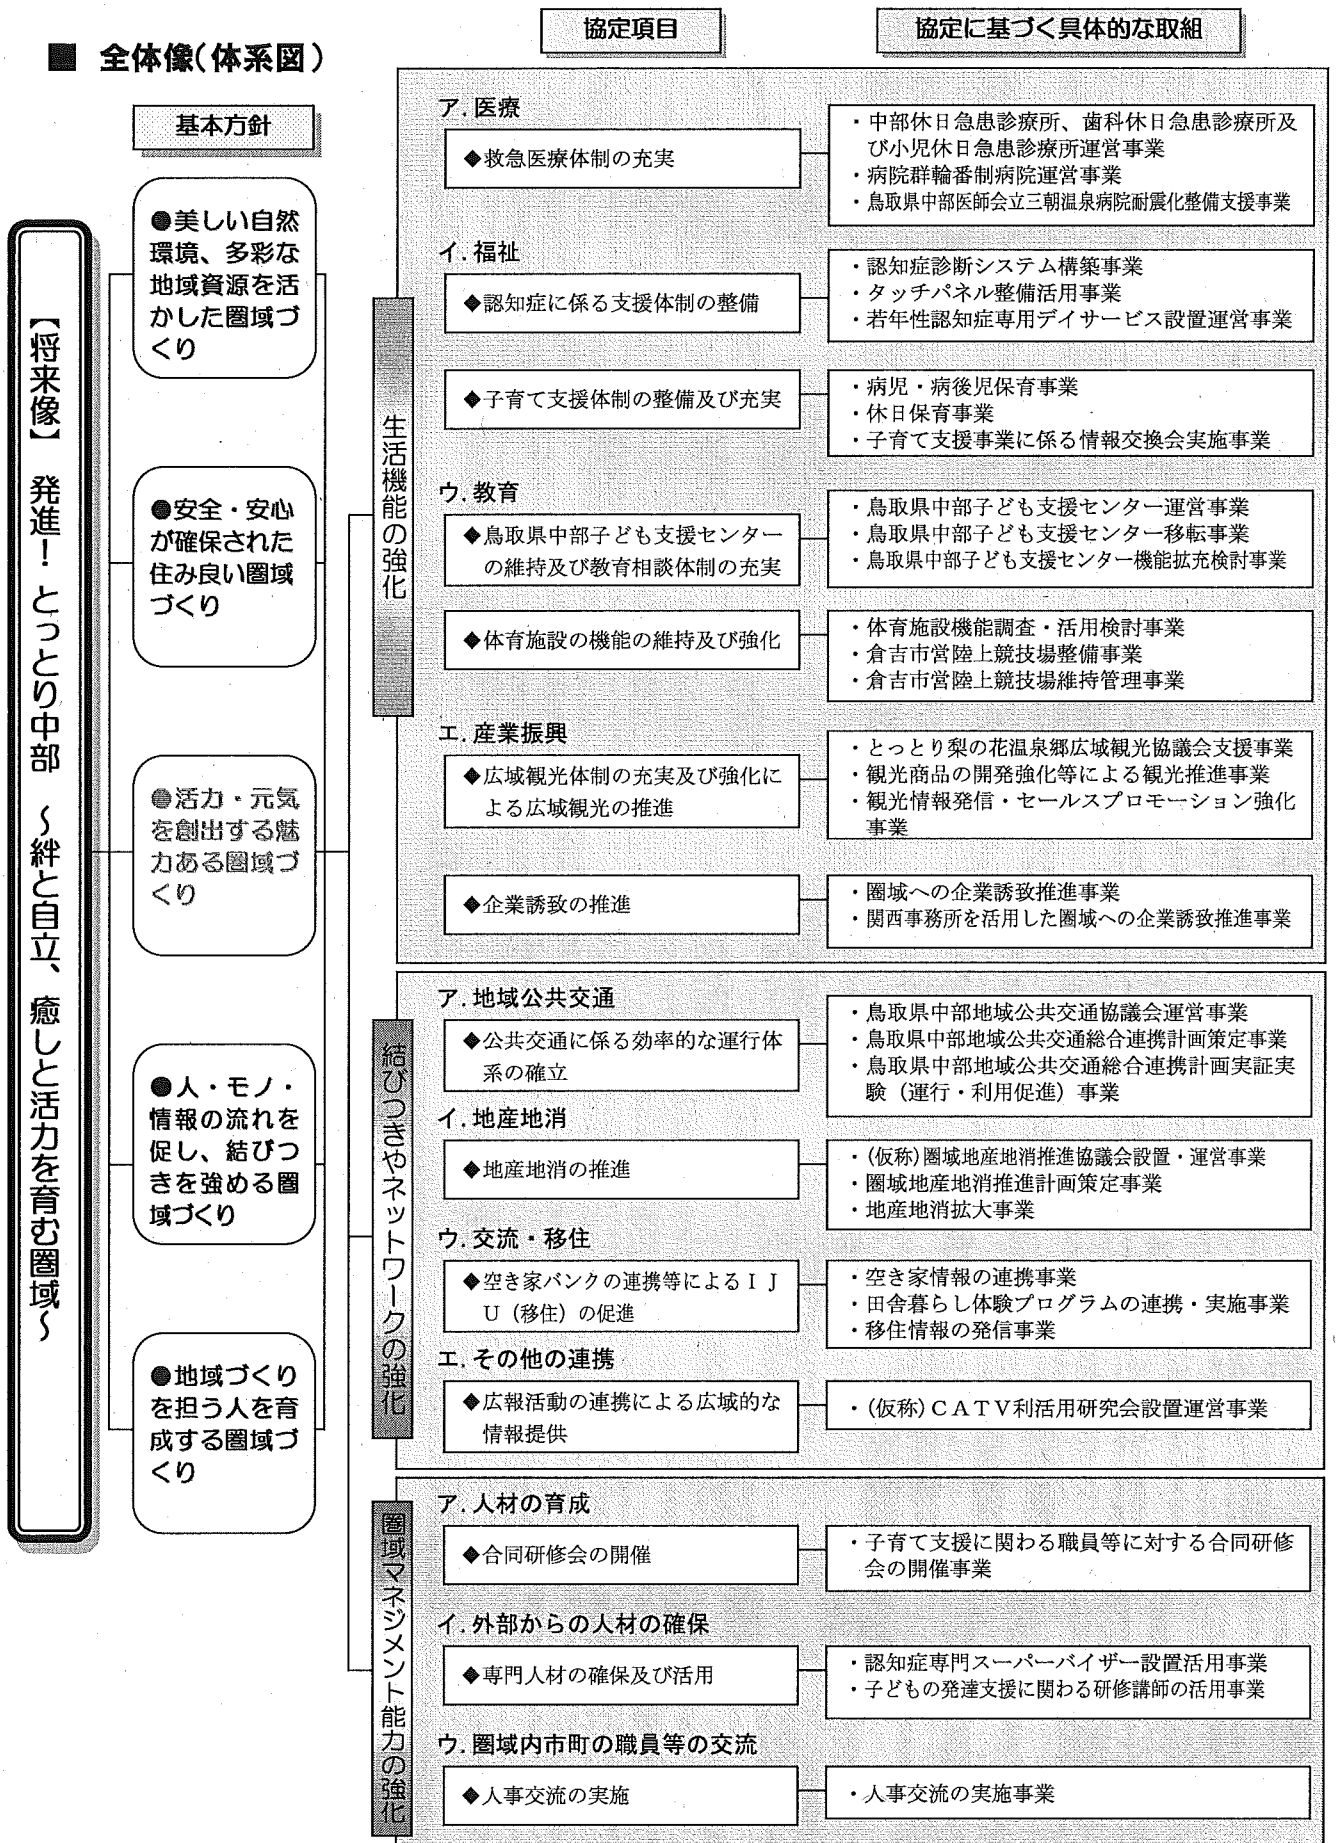 ■ 全体像(体系図)
協定項目
協定に基づく具体的な取組
基本方針
【将来像】 発進! とっとり中部 ～絆と自立、癒しと活力を育む圏域～
●美しい自然
環境、多彩な
地域資源を活
かした圏域づ
くり
●安全・安心
が確保された
住み良い圏域
づくり
●活力・元気
を創出する魅
力ある圏域づ
くり
●人・モノ・
情報の流れを
促し、結びつ
きを強める圏
域づくり
●地域づくり
を担う人を育
成する圏域づ
くり
生活機能の強化
ア.医療
◆救急医療体制の充実
・中部休日急患診療所、歯科休日急患診療所及
び小児休日急患診療所運営事業
・病院群輪番制病院運営事業
・鳥取県中部医師会立三朝温泉病院耐震化整備支援事業
イ.福祉
◆認知症に係る支援体制の整備
・認知症診断システム構築事業
・タッチパネル整備活用事業
・若年性認知症専用デイサービス設置運営事業
◆子育て支援体制の整備及び充実
・病児・病後児保育事業
・休日保育事業
・子育て支援事業に係る情報交換会実施事業
ウ.教育
◆鳥取県中部子ども支援センター
の維持及び教育相談体制の充実
・鳥取県中部子ども支援センター運営事業
・鳥取県中部子ども支援センター移転事業
・鳥取県中部子ども支援センター機能拡充検討事業
◆体育施設の機能の維持及び強化
・体育施設機能調査・活用検討事業
・倉吉市営陸上競技場整備事業
・倉吉市営陸上競技場維持管理事業
エ.産業振興
◆広域観光体制の充実及び強化に
よる広域観光の推進
・とっとり梨の花温泉郷広域観光協議会支援事業
・観光商品の開発強化等による観光推進事業
・観光情報発信・セールスプロモーション強化
事業
◆企業誘致の推進
・圏域への企業誘致推進事業
・関西事務所を活用した圏域への企業誘致推進事業
結びつきやネットワークの強化
ア.地域公共交通
◆公共交通に係る効率的な運行体
系の確立
・鳥取県中部地域公共交通協議会運営事業
・鳥取県中部地域公共交通総合連携計画策定事業
・鳥取県中部地域公共交通総合連携計画実証実
験(運行・利用促進)事業
イ.地産地消
◆地産地消の推進
・(仮称)圏域地産地消推進協議会設置・運営事業
・圏域地産地消推進計画策定事業
・地産地消拡大事業
ウ.交流・移住
◆空き家バンクの連携等によるＩＪ
Ｕ(移住)の促進
・空き家情報の連携事業
・田舎暮らし体験プログラムの連携・実施事業
・移住情報の発信事業
エ.その他の連携
◆広報活動の連携による広域的な
情報提供
・(仮称)ＣＡＴＶ利活用研究会設置運営事業
圏域マネジメント能力の強化
ア.人材の育成
◆合同研修会の開催
・子育て支援に関わる職員等に対する合同研修
会の開催事業
イ.外部からの人材の確保
◆専門人材の確保及び活用
・認知症専門スーパーバイザー設置活用事業
・子どもの発達支援に関わる研修講師の活用事業
ウ.圏域内市町の職員等の交流
◆人事交流の実施
・人事交流の実施事業